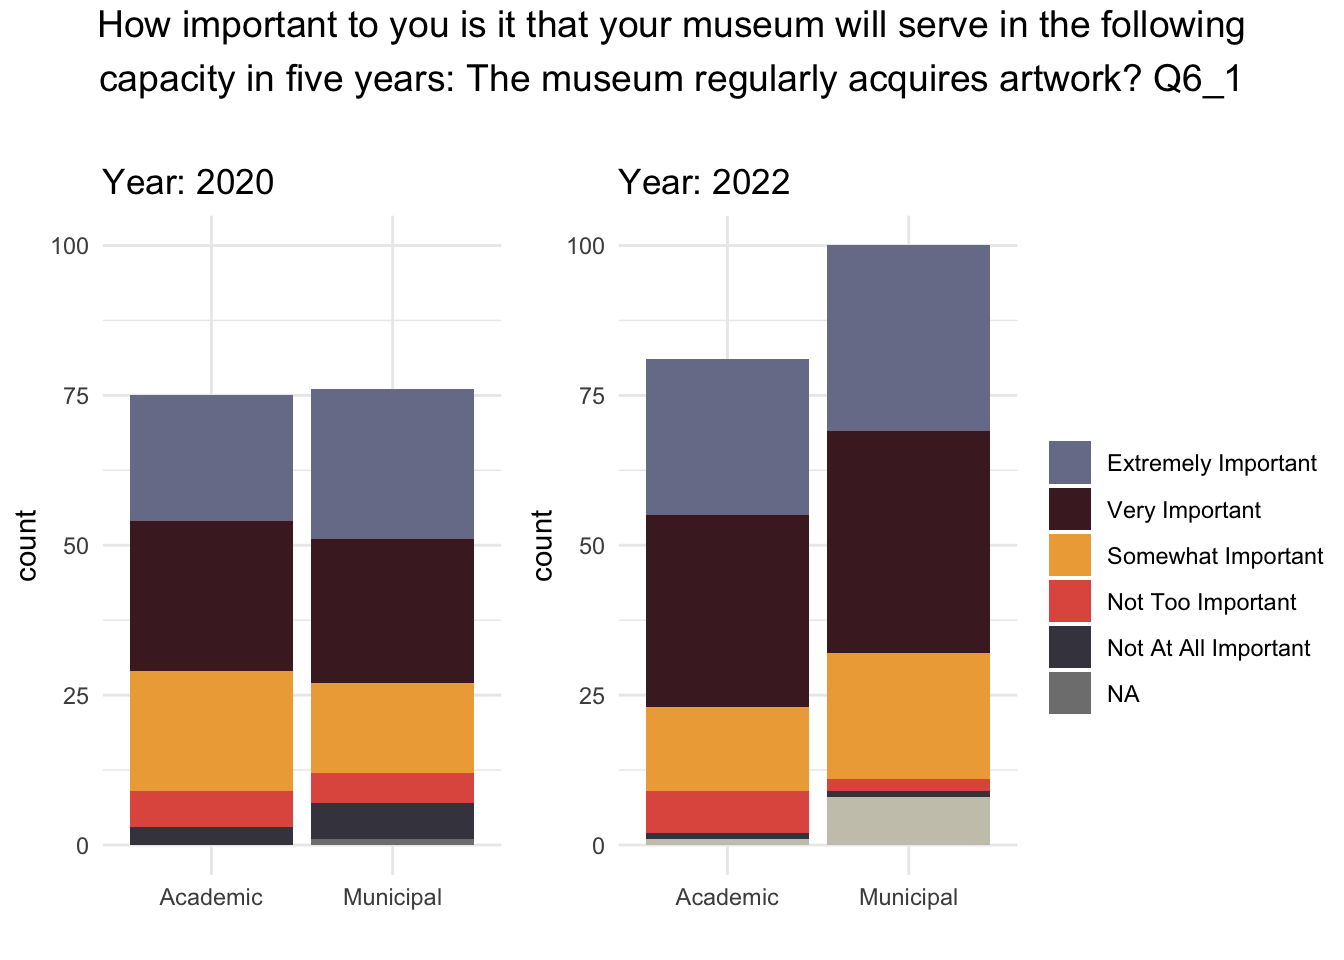 How important to you is it that your museum will serve in the following
capacity in five years: The museum regularly acquires artwork? Q6_1
Year: 2020
100
75
50
25
0
count
Academic
Municipal
Year: 2022
100
75
50
25
0
count
Academic
Municipal
Extremely Important
Very Important
Somewhat Important
Not Too Important
Not At All Important
NA